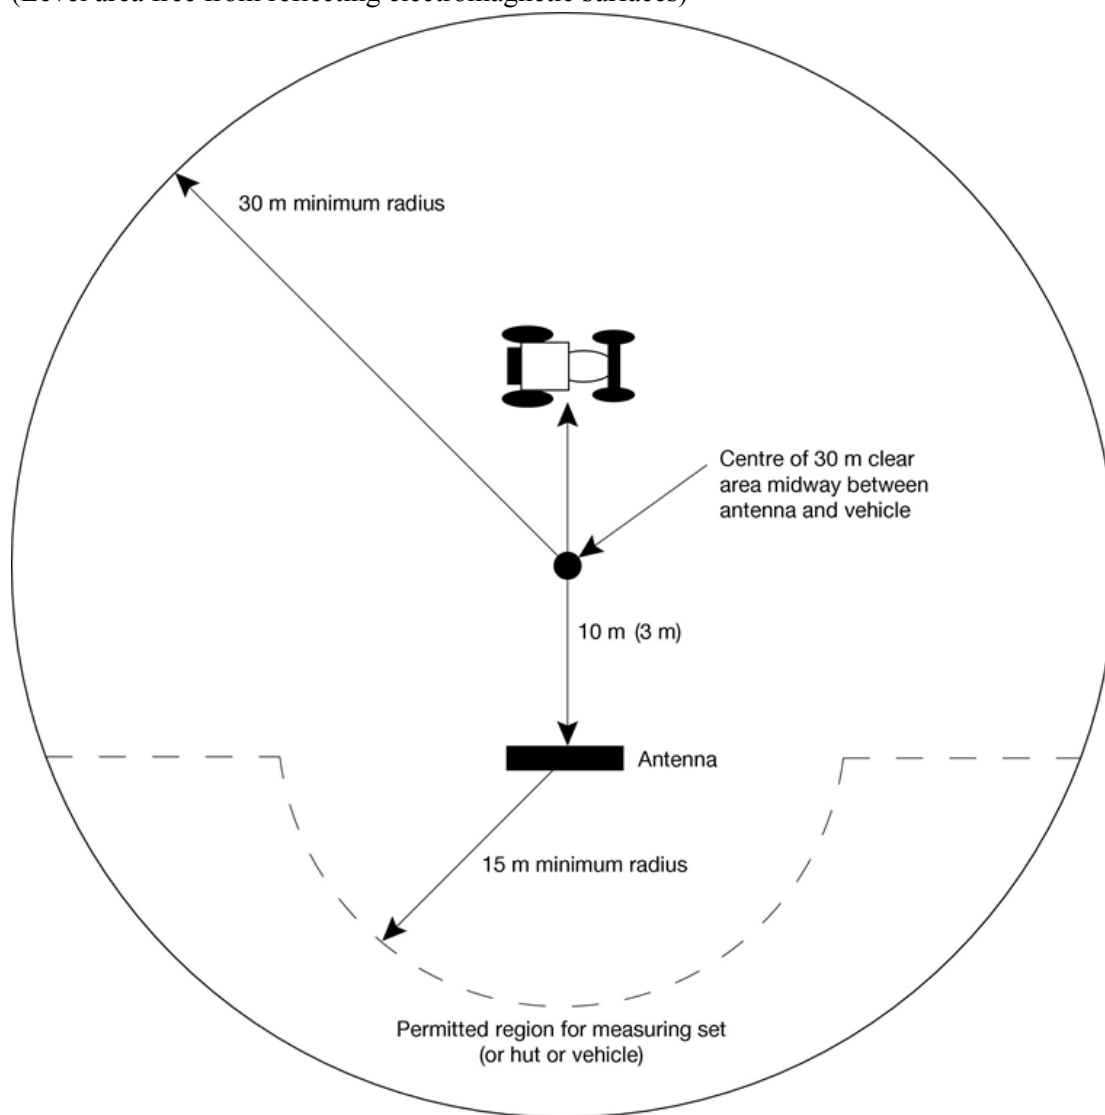 (Level area free from reflecting electromagnetic surfaces)
30 m minimum radius
Centre of 30 m clear
area midway between
antenna and vehicle
10 m (3 m)
Antenna
15 m minimum radius
Permitted region for measuring set
(or hut or vehicle)